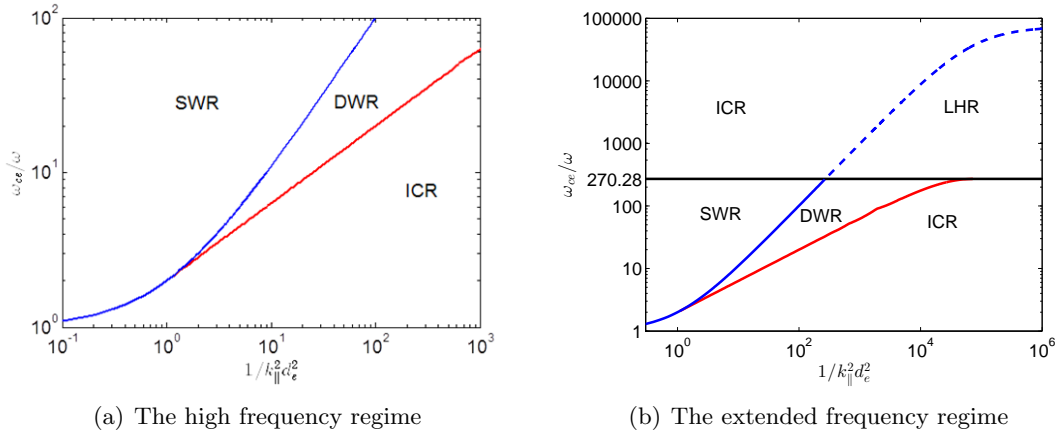 10^2
10^1
10^0
ω_ce/ω
SWR
DWR
ICR
10^-1
10^0
10^1
10^2
10^3
1/k_∥^2 d_e^2
(a) The high frequency regime
100000
10000
1000
270.28
100
10
1
ω_ce/ω
ICR
LHR
SWR
DWR
ICR
10^0
10^2
10^4
10^6
1/k_∥^2 d_e^2
(b) The extended frequency regime